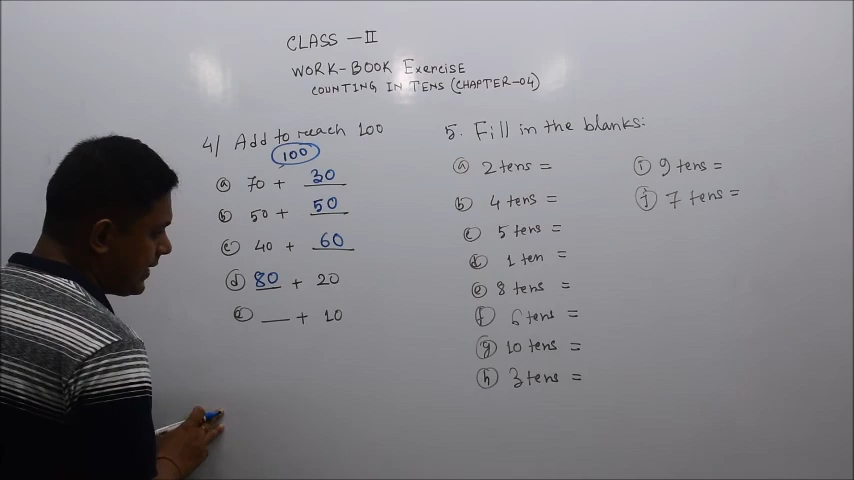 CLASS - II
WORK-BOOK Exercise
COUNTING IN TENS (CHAPTER-04)
4/ Add to reach 100
100
a 70 + 30
b 50 + 50
c 40 + 60
d 80 + 20
e __ + 10
5. Fill in the blanks:
a 2 tens =
b 4 tens =
c 5 tens =
d 1 ten =
e 8 tens =
f 6 tens =
g 10 tens =
h 3 tens =
i 9 tens =
j 7 tens =